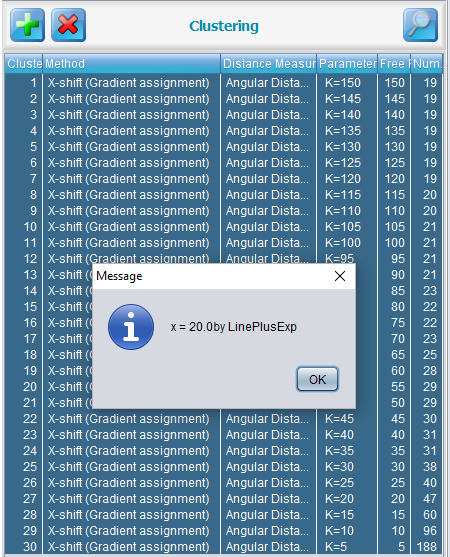 Clustering
Cluste Method Distance Measur Parameter Free Num.
1 X-shift (Gradient assignment) Angular Dista... K=150 150 19
2 X-shift (Gradient assignment) Angular Dista... K=145 145 19
3 X-shift (Gradient assignment) Angular Dista... K=140 140 19
4 X-shift (Gradient assignment) Angular Dista... K=135 135 19
5 X-shift (Gradient assignment) Angular Dista... K=130 130 19
6 X-shift (Gradient assignment) Angular Dista... K=125 125 19
7 X-shift (Gradient assignment) Angular Dista... K=120 120 19
8 X-shift (Gradient assignment) Angular Dista... K=115 115 20
9 X-shift (Gradient assignment) Angular Dista... K=110 110 20
10 X-shift (Gradient assignment) Angular Dista... K=105 105 21
11 X-shift (Gradient assignment) Angular Dista... K=100 100 21
12 X-shift (Gradient assignment) Angular Dista... K=95 95 21
13 X-shift ( 90 21
14 X-shift ( 85 23
15 X-shift ( 80 22
16 X-shift ( 75 22
17 X-shift ( 70 23
18 X-shift ( 65 25
19 X-shift ( 60 28
20 X-shift ( 55 29
21 X-shift ( 50 29
Message
x = 20.0by LinePlusExp
OK
22 X-shift (Gradient assignment) Angular Dista... K=45 45 30
23 X-shift (Gradient assignment) Angular Dista... K=40 40 31
24 X-shift (Gradient assignment) Angular Dista... K=35 35 31
25 X-shift (Gradient assignment) Angular Dista... K=30 30 38
26 X-shift (Gradient assignment) Angular Dista... K=25 25 40
27 X-shift (Gradient assignment) Angular Dista... K=20 20 47
28 X-shift (Gradient assignment) Angular Dista... K=15 15 60
29 X-shift (Gradient assignment) Angular Dista... K=10 10 96
30 X-shift (Gradient assignment) Angular Dista... K=5 5 188